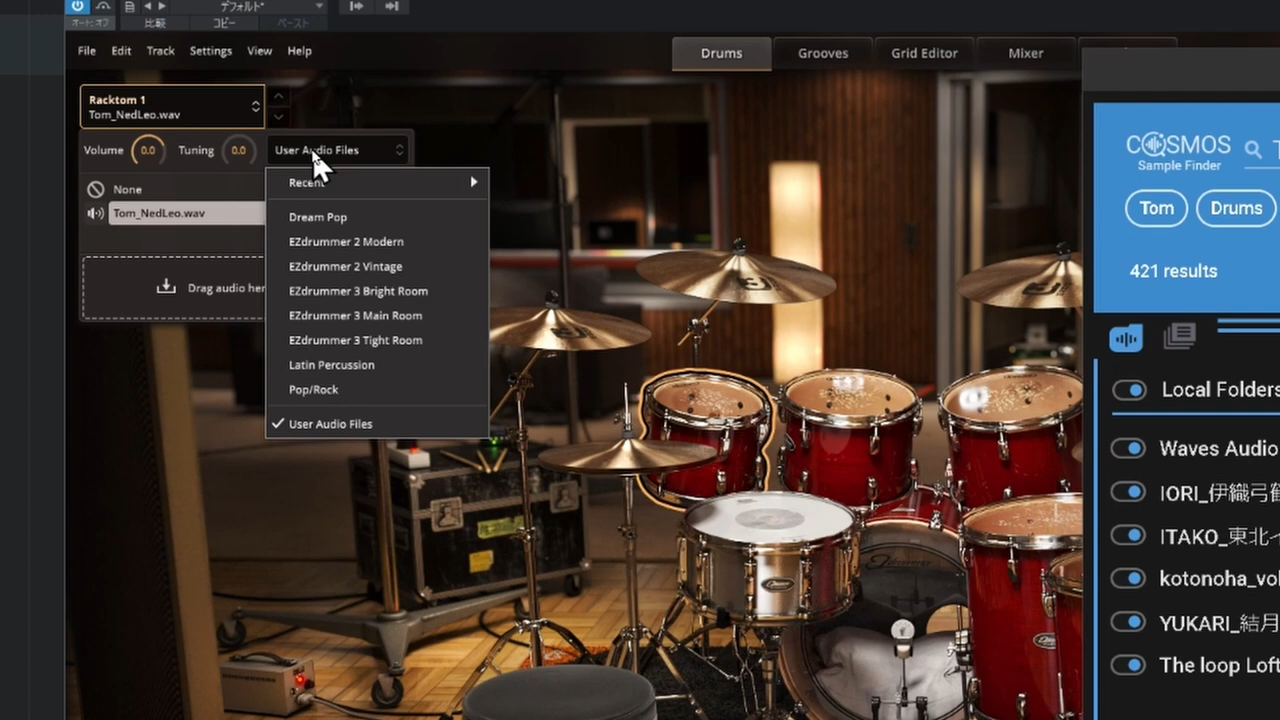 デフォルト*
オート:オフ
比較
コピー
ペースト
File Edit Track Settings View Help
Drums Grooves Grid Editor Mixer
Racktom 1
Tom_NedLeo.wav
Volume 0.0 Tuning 0.0 User Audio Files
None
Tom_NedLeo.wav
Drag audio her
Recent
Dream Pop
EZdrummer 2 Modern
EZdrummer 2 Vintage
EZdrummer 3 Bright Room
EZdrummer 3 Main Room
EZdrummer 3 Tight Room
Latin Percussion
Pop/Rock
User Audio Files
COSMOS
Sample Finder
Tom Drums
421 results
Local Folders
Waves Audio
IORI_伊織弓
ITAKO_東北イ
kotonoha_vo
YUKARI_結月
The loop Loft